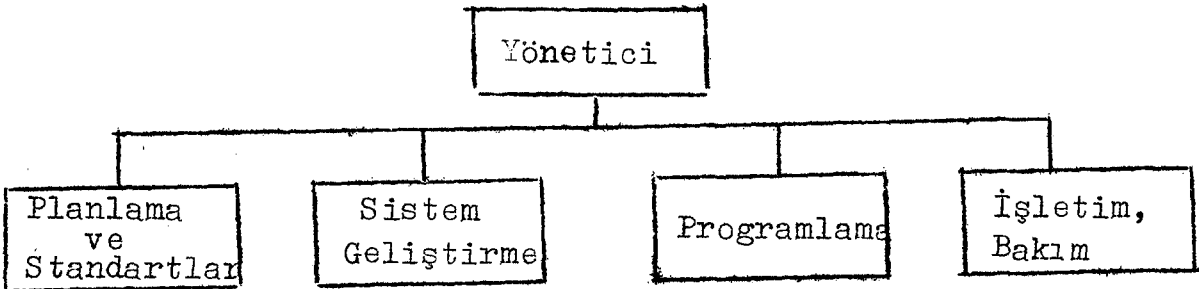 Yönetici
Planlama
ve
Standartlar
Sistem
Geliştirme
Programlama
İşletim,
Bakım